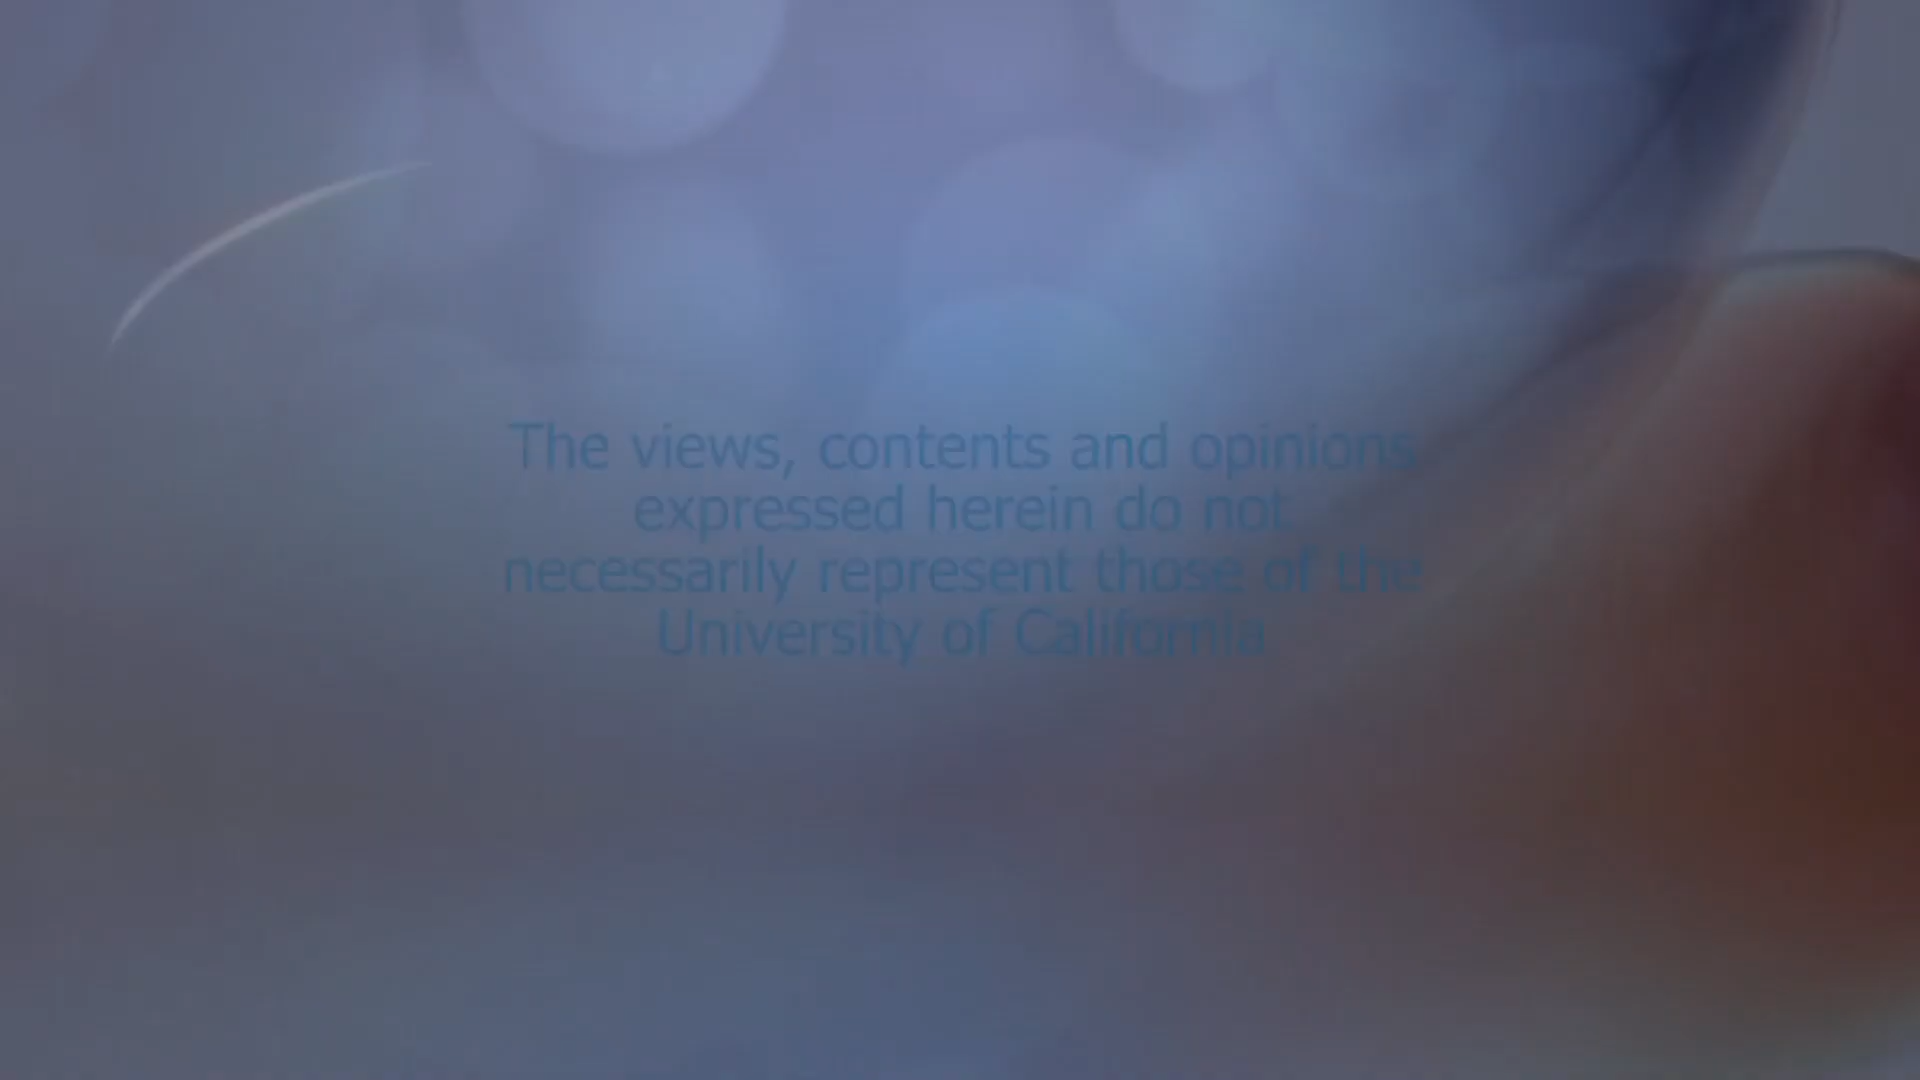 The views, contents and opinions
expressed herein do not
necessarily represent those of the
University of California